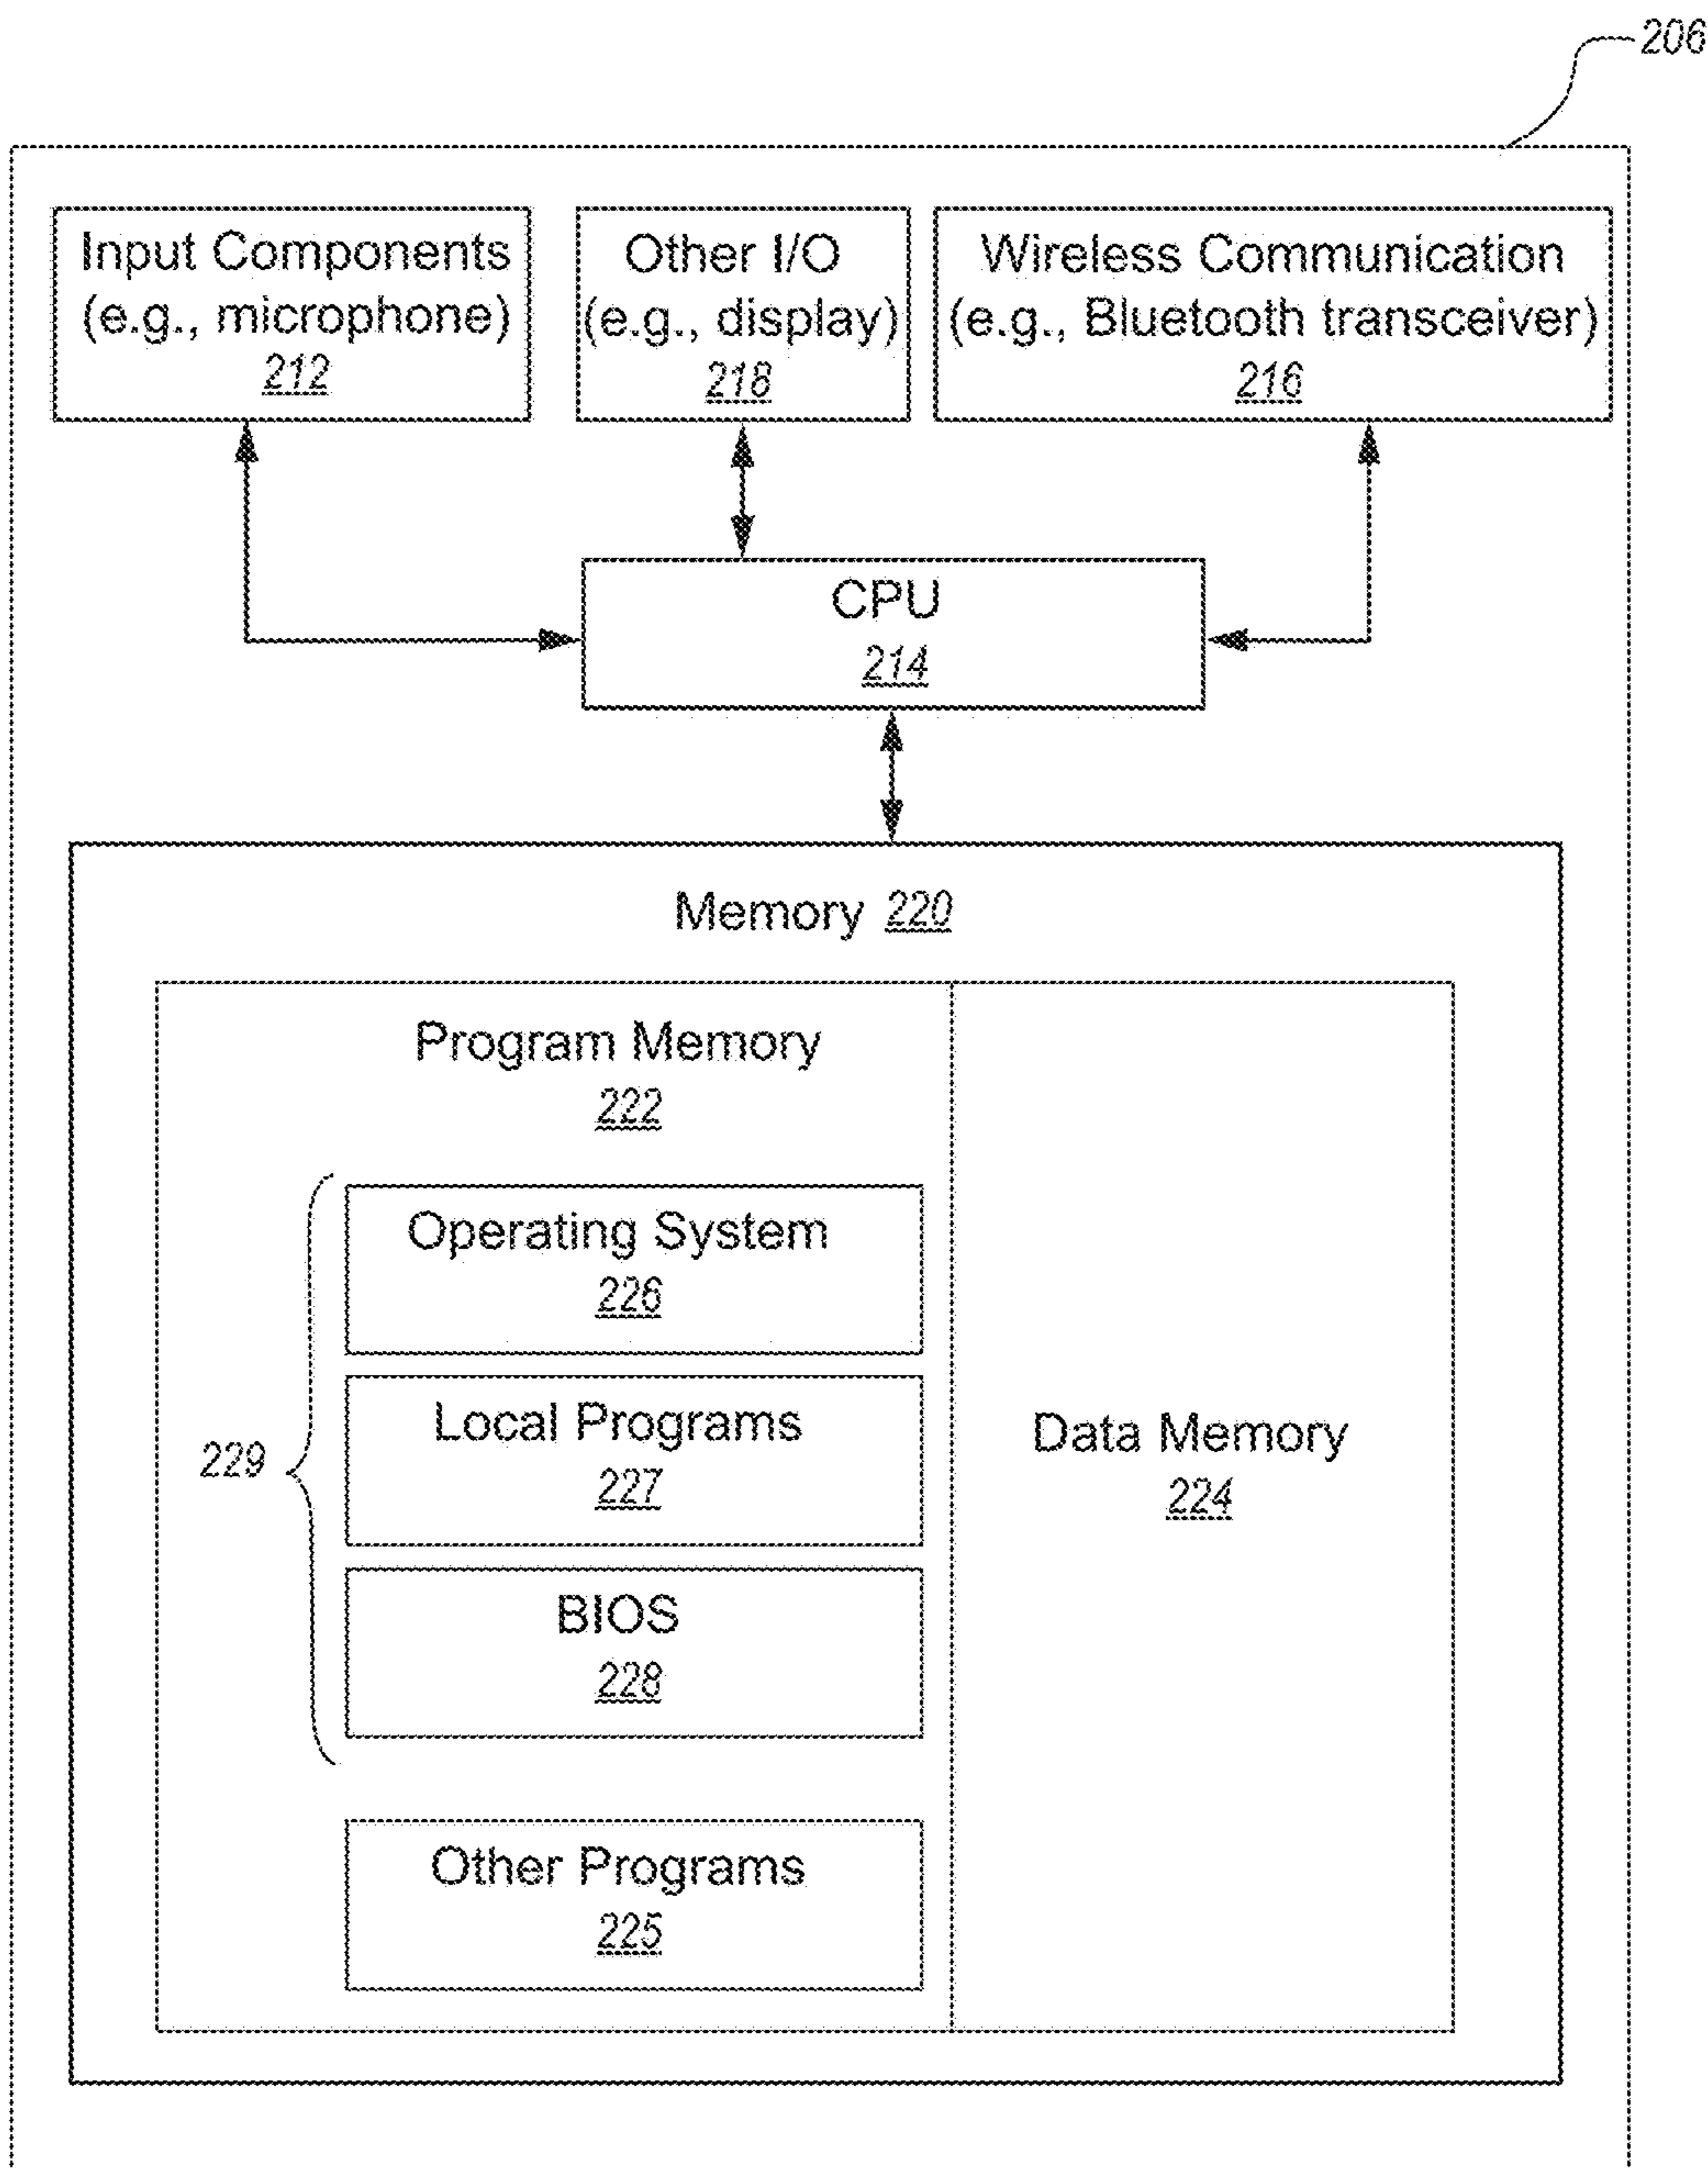 206
Input Components
(e.g., microphone)
212
Other I/O
(e.g., display)
218
Wireless Communication
(e.g., Bluetooth transceiver)
216
CPU
214
Memory 220
Program Memory
222
Operating System
226
Local Programs
227
229
BIOS
228
Other Programs
225
Data Memory
224